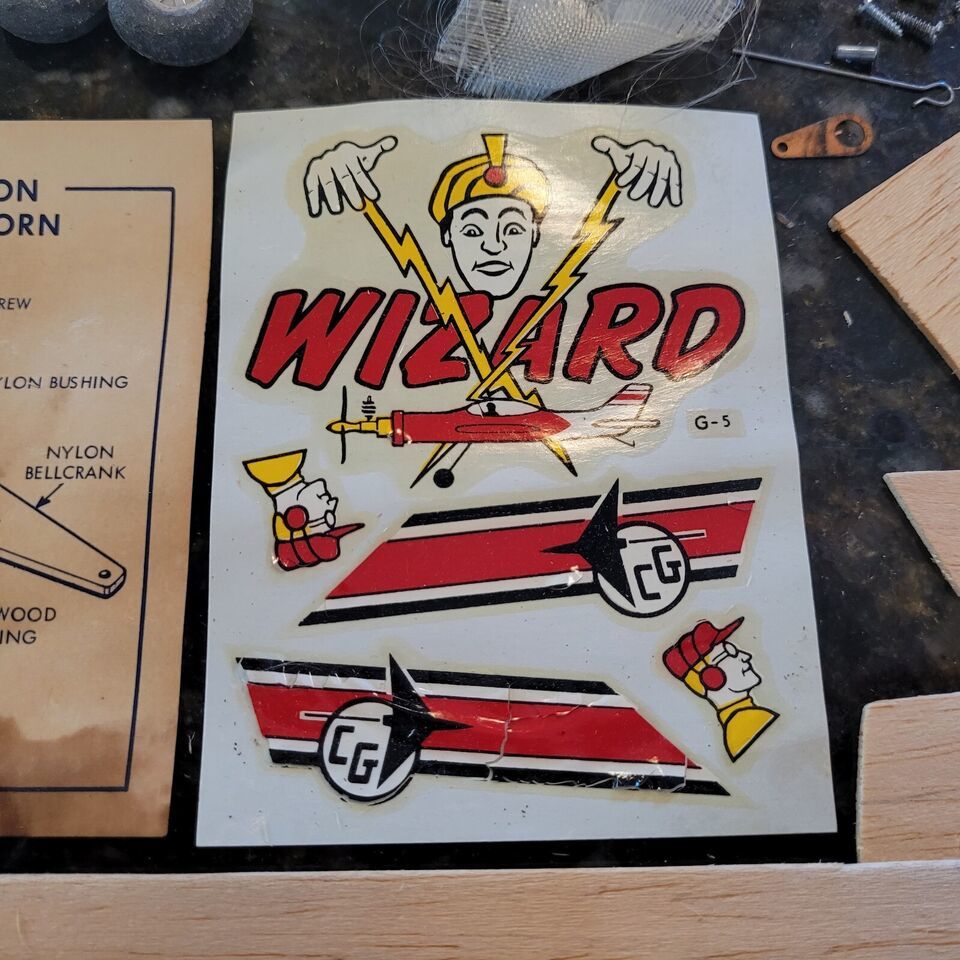 ON
ORN
REW
YLON BUSHING
NYLON
BELLCRANK
WOOD
ING
WIZARD
G-5
CG
CG